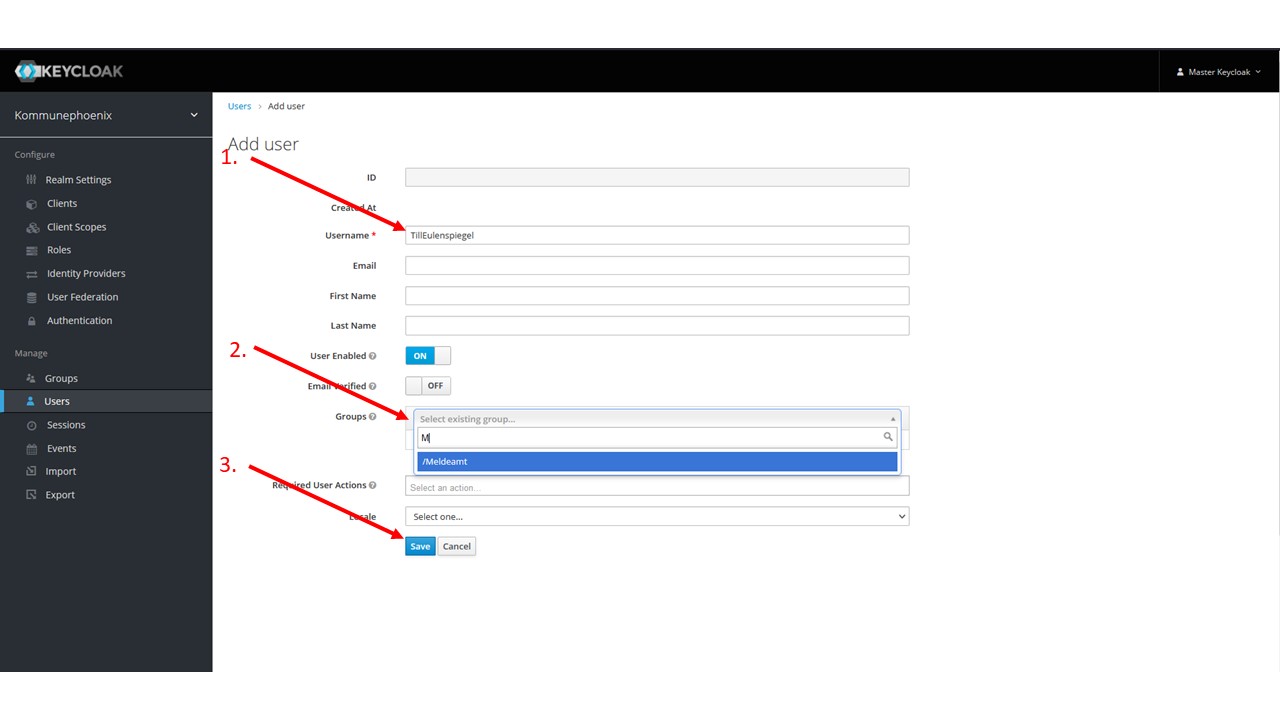 KEYCLOAK
Master Keycloak
Kommunephoenix
Configure
Realm Settings
Clients
Client Scopes
Roles
Identity Providers
User Federation
Authentication
Manage
Groups
Users
Sessions
Events
Import
Export
Users > Add user
Add user
1.
ID
Created At
Username * TillEulenspiegel
Email
First Name
Last Name
2.
User Enabled ON
Email Verified OFF
Groups Select existing group...
M
/Meldeamt
3.
Required User Actions Select an action...
Locale Select one...
Save Cancel